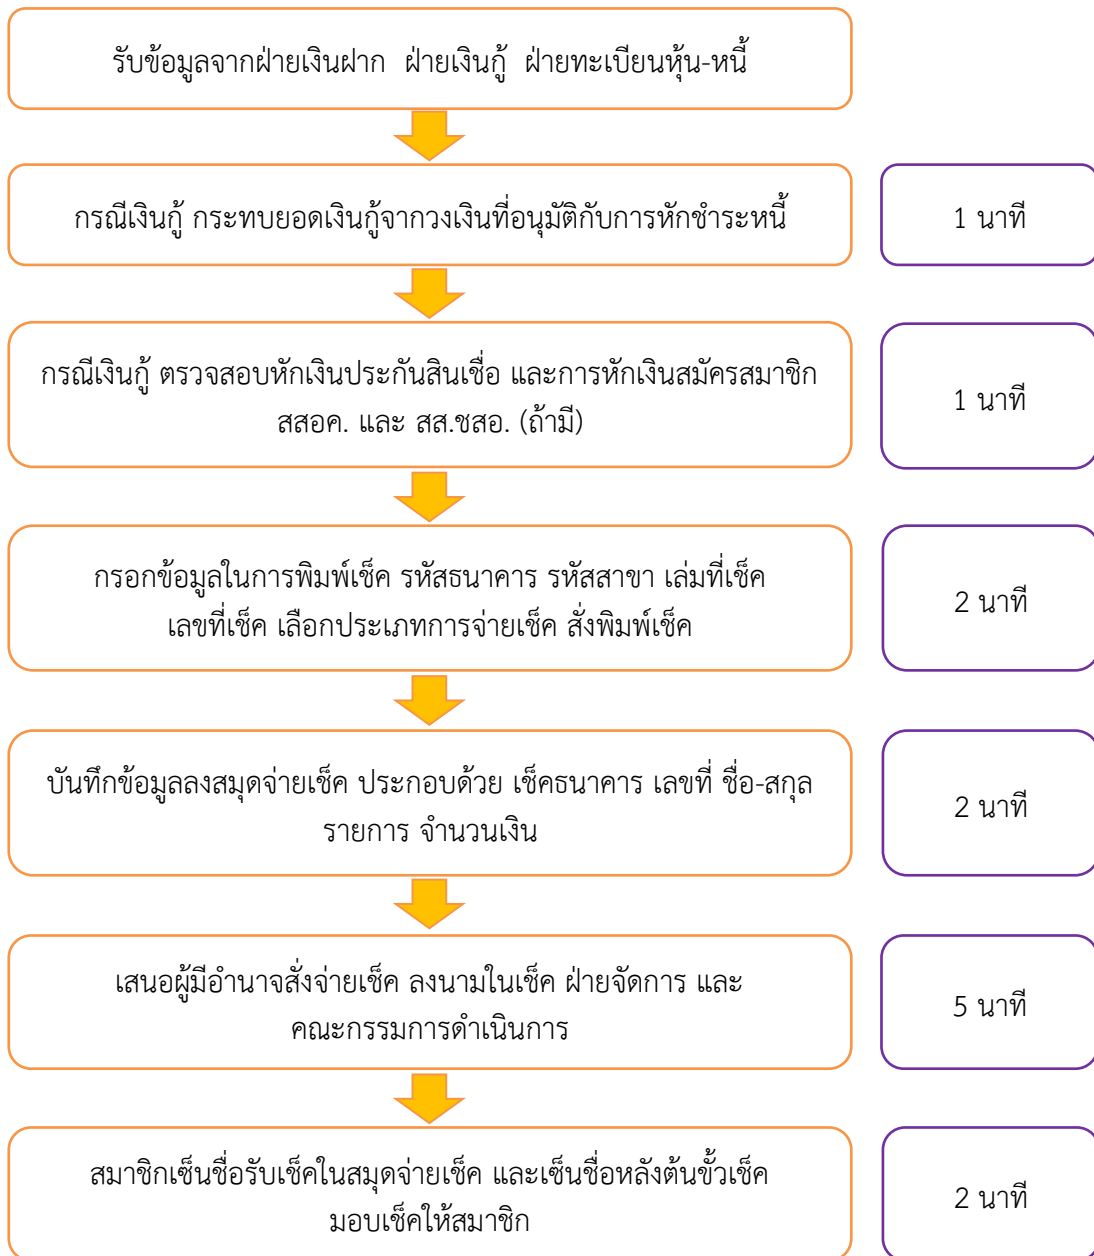 รับข้อมูลจากฝ่ายเงินฝาก ฝ่ายเงินกู้ ฝ่ายทะเบียนหุ้น-หนี้
กรณีเงินกู้ กระทบยอดเงินกู้จากวงเงินที่อนุมัติกับการหักชำระหนี้
1 นาที
กรณีเงินกู้ ตรวจสอบหักเงินประกันสินเชื่อ และการหักเงินสมัครสมาชิก
สสอค. และ สส.ชสอ. (ถ้ามี)
1 นาที
กรอกข้อมูลในการพิมพ์เช็ค รหัสธนาคาร รหัสสาขา เล่มที่เช็ค
เลขที่เช็ค เลือกประเภทการจ่ายเช็ค สั่งพิมพ์เช็ค
2 นาที
บันทึกข้อมูลลงสมุดจ่ายเช็ค ประกอบด้วย เช็คธนาคาร เลขที่ ชื่อ-สกุล
รายการ จำนวนเงิน
2 นาที
เสนอผู้มีอำนาจสั่งจ่ายเช็ค ลงนามในเช็ค ฝ่ายจัดการ และ
คณะกรรมการดำเนินการ
5 นาที
สมาชิกเซ็นชื่อรับเช็คในสมุดจ่ายเช็ค และเซ็นชื่อหลังต้นขั้วเช็ค
มอบเช็คให้สมาชิก
2 นาที